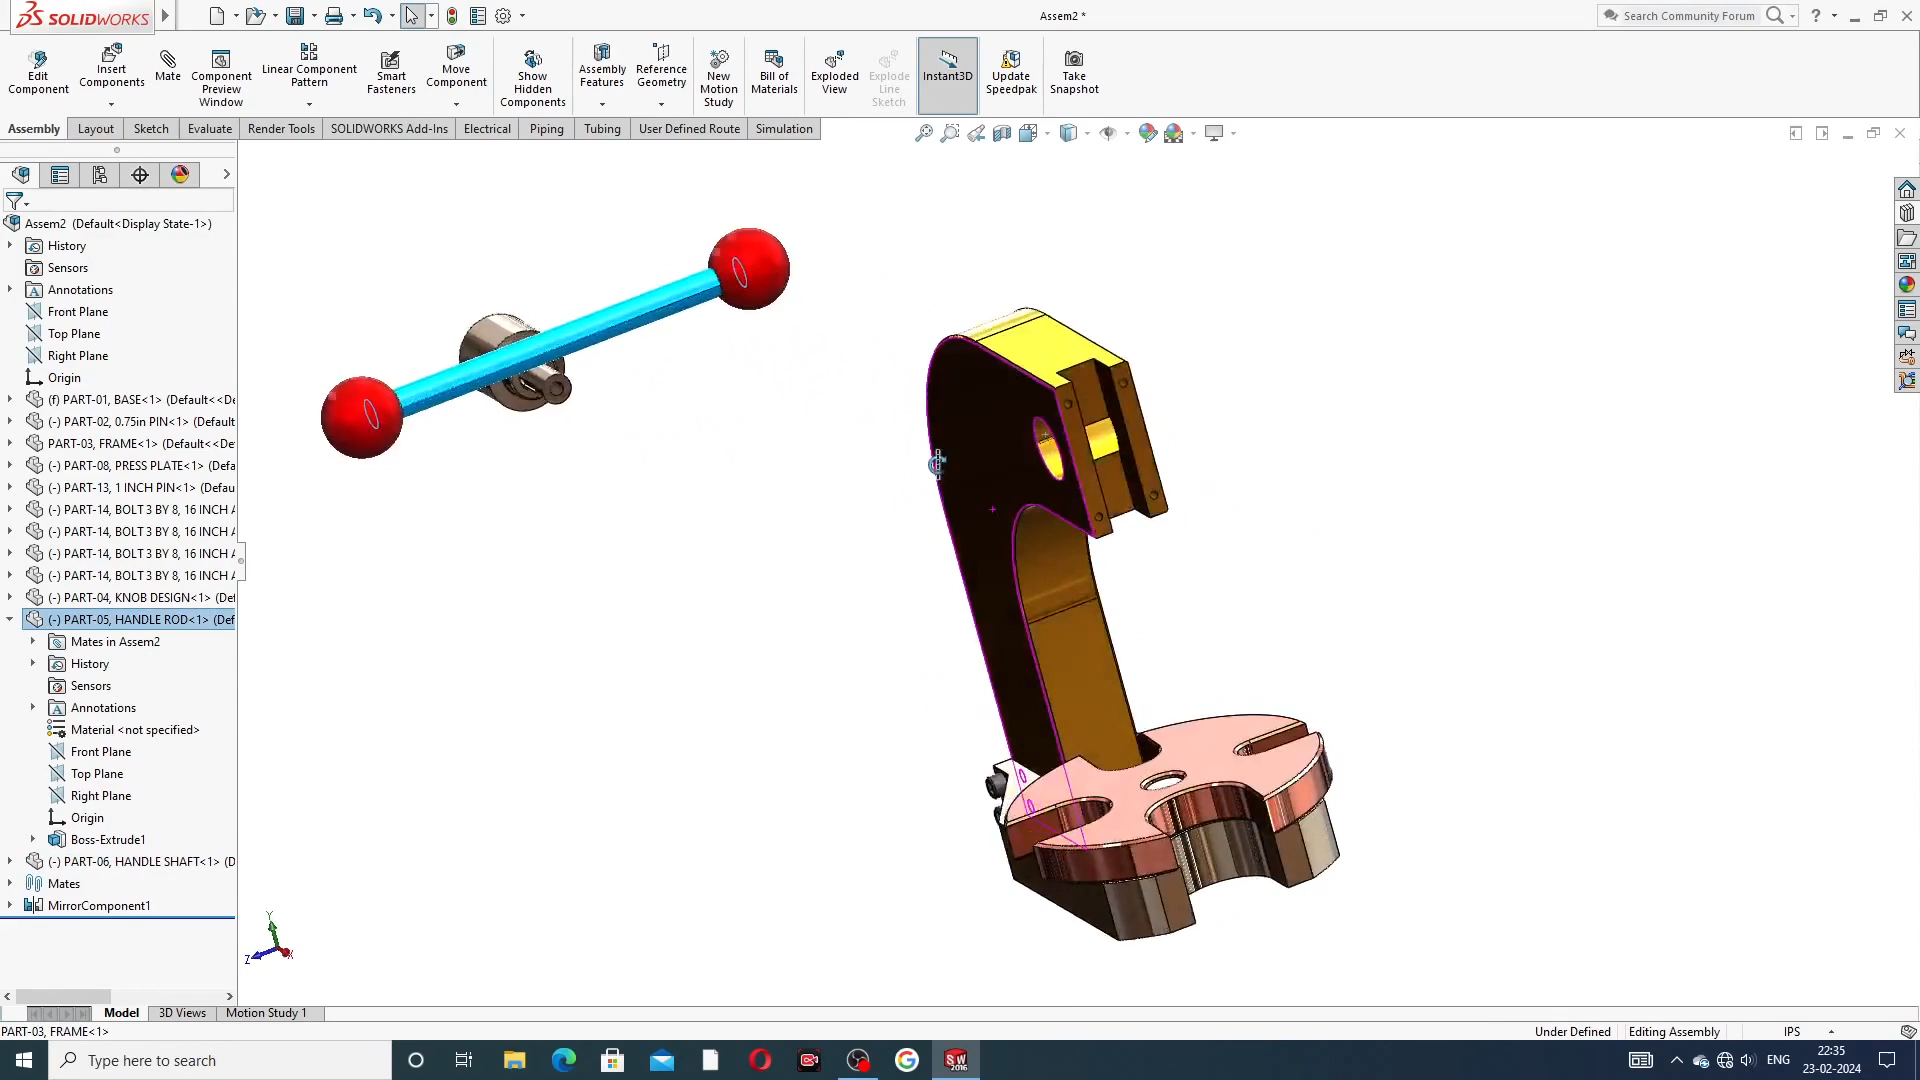 SOLIDWORKS
Assem2 *
Search Community Forum
?
Edit Component
Insert Components
Mate
Component Preview Window
Linear Component Pattern
Smart Fasteners
Move Component
Show Hidden Components
Assembly Features
Reference Geometry
New Motion Study
Bill of Materials
Exploded View
Explode Line Sketch
Instant3D
Update Speedpak
Take Snapshot
Assembly
Layout
Sketch
Evaluate
Render Tools
SOLIDWORKS Add-Ins
Electrical
Piping
Tubing
User Defined Route
Simulation
Assem2 (Default<Display State-1>)
History
Sensors
Annotations
Front Plane
Top Plane
Right Plane
Origin
(f) PART-01, BASE<1> (Default<<De
(-) PART-02, 0.75in PIN<1> (Default
PART-03, FRAME<1> (Default<<De
(-) PART-08, PRESS PLATE<1> (Defau
(-) PART-13, 1 INCH PIN<1> (Defau
(-) PART-14, BOLT 3 BY 8, 16 INCH A
(-) PART-14, BOLT 3 BY 8, 16 INCH A
(-) PART-14, BOLT 3 BY 8, 16 INCH A
(-) PART-14, BOLT 3 BY 8, 16 INCH A
(-) PART-04, KNOB DESIGN<1> (Def
(-) PART-05, HANDLE ROD<1> (Def
Mates in Assem2
History
Sensors
Annotations
Material <not specified>
Front Plane
Top Plane
Right Plane
Origin
Boss-Extrude1
(-) PART-06, HANDLE SHAFT<1> (D
Mates
MirrorComponent1
Y
Z
X
Model
3D Views
Motion Study 1
PART-03, FRAME<1>
Under Defined
Editing Assembly
IPS
Type here to search
SW 2016
ENG
22:35
23-02-2024